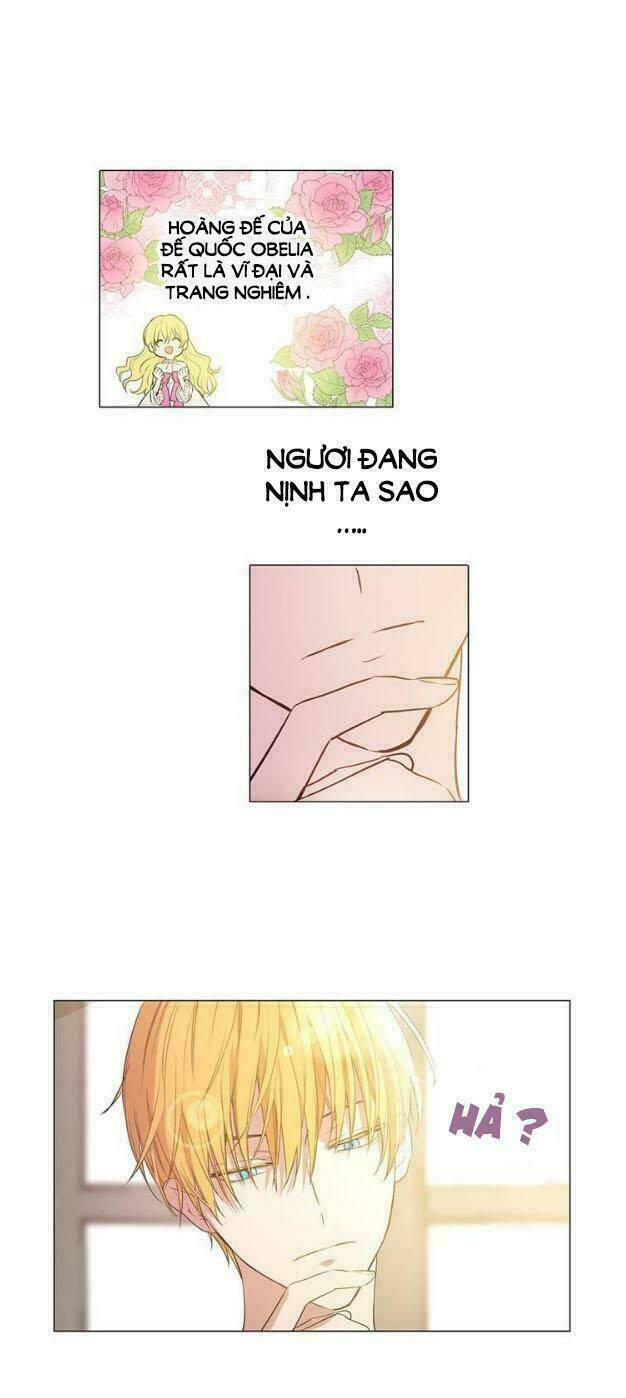 HOÀNG ĐẾ CỦA
ĐẾ QUỐC OBELIA
RẤT LÀ VĨ ĐẠI VÀ
TRANG NGHIÊM .
NGƯƠI ĐANG
NỊNH TA SAO
.....
HẢ ?